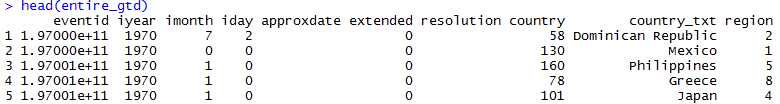 > head(entire_gtd)
eventid iyear imonth iday approxdate extended resolution country country_txt region
1 1.97000e+11 1970 7 2 0 58 Dominican Republic 2
2 1.97000e+11 1970 0 0 0 130 Mexico 1
3 1.97001e+11 1970 1 0 0 160 Philippines 5
4 1.97001e+11 1970 1 0 0 78 Greece 8
5 1.97001e+11 1970 1 0 0 101 Japan 4